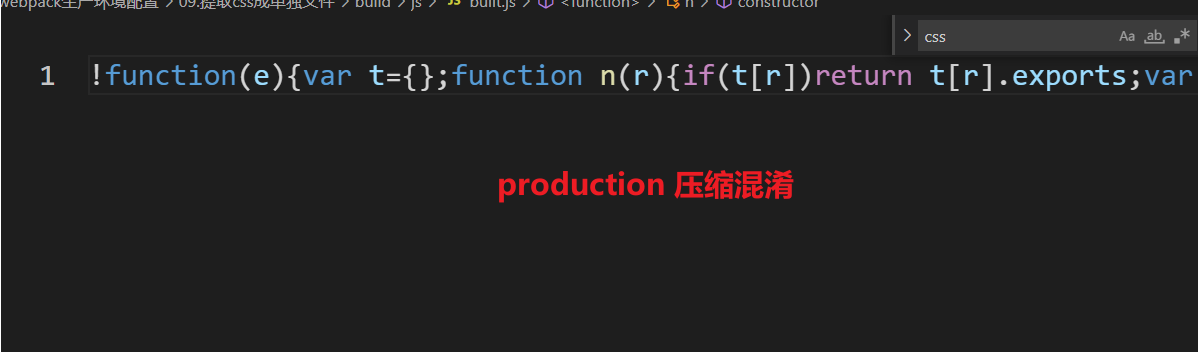 webpack生产环境配置 > 09.提取css成单独文件 > build > js > JS built.js > <function> > n > constructor
> css Aa ab, .*
1 !function(e){var t={};function n(r){if(t[r])return t[r].exports;var
production 压缩混淆